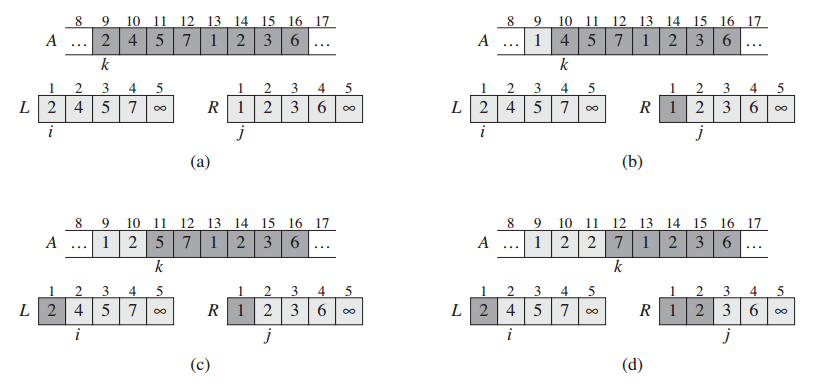 8 9 10 11 12 13 14 15 16 17
A … 2 4 5 7 1 2 3 6 …
k
1 2 3 4 5
L 2 4 5 7 ∞
i
1 2 3 4 5
R 1 2 3 6 ∞
j
(a)
8 9 10 11 12 13 14 15 16 17
A … 1 4 5 7 1 2 3 6 …
k
1 2 3 4 5
L 2 4 5 7 ∞
i
1 2 3 4 5
R 1 2 3 6 ∞
j
(b)
8 9 10 11 12 13 14 15 16 17
A … 1 2 5 7 1 2 3 6 …
k
1 2 3 4 5
L 2 4 5 7 ∞
i
1 2 3 4 5
R 1 2 3 6 ∞
j
(c)
8 9 10 11 12 13 14 15 16 17
A … 1 2 2 7 1 2 3 6 …
k
1 2 3 4 5
L 2 4 5 7 ∞
i
1 2 3 4 5
R 1 2 3 6 ∞
j
(d)